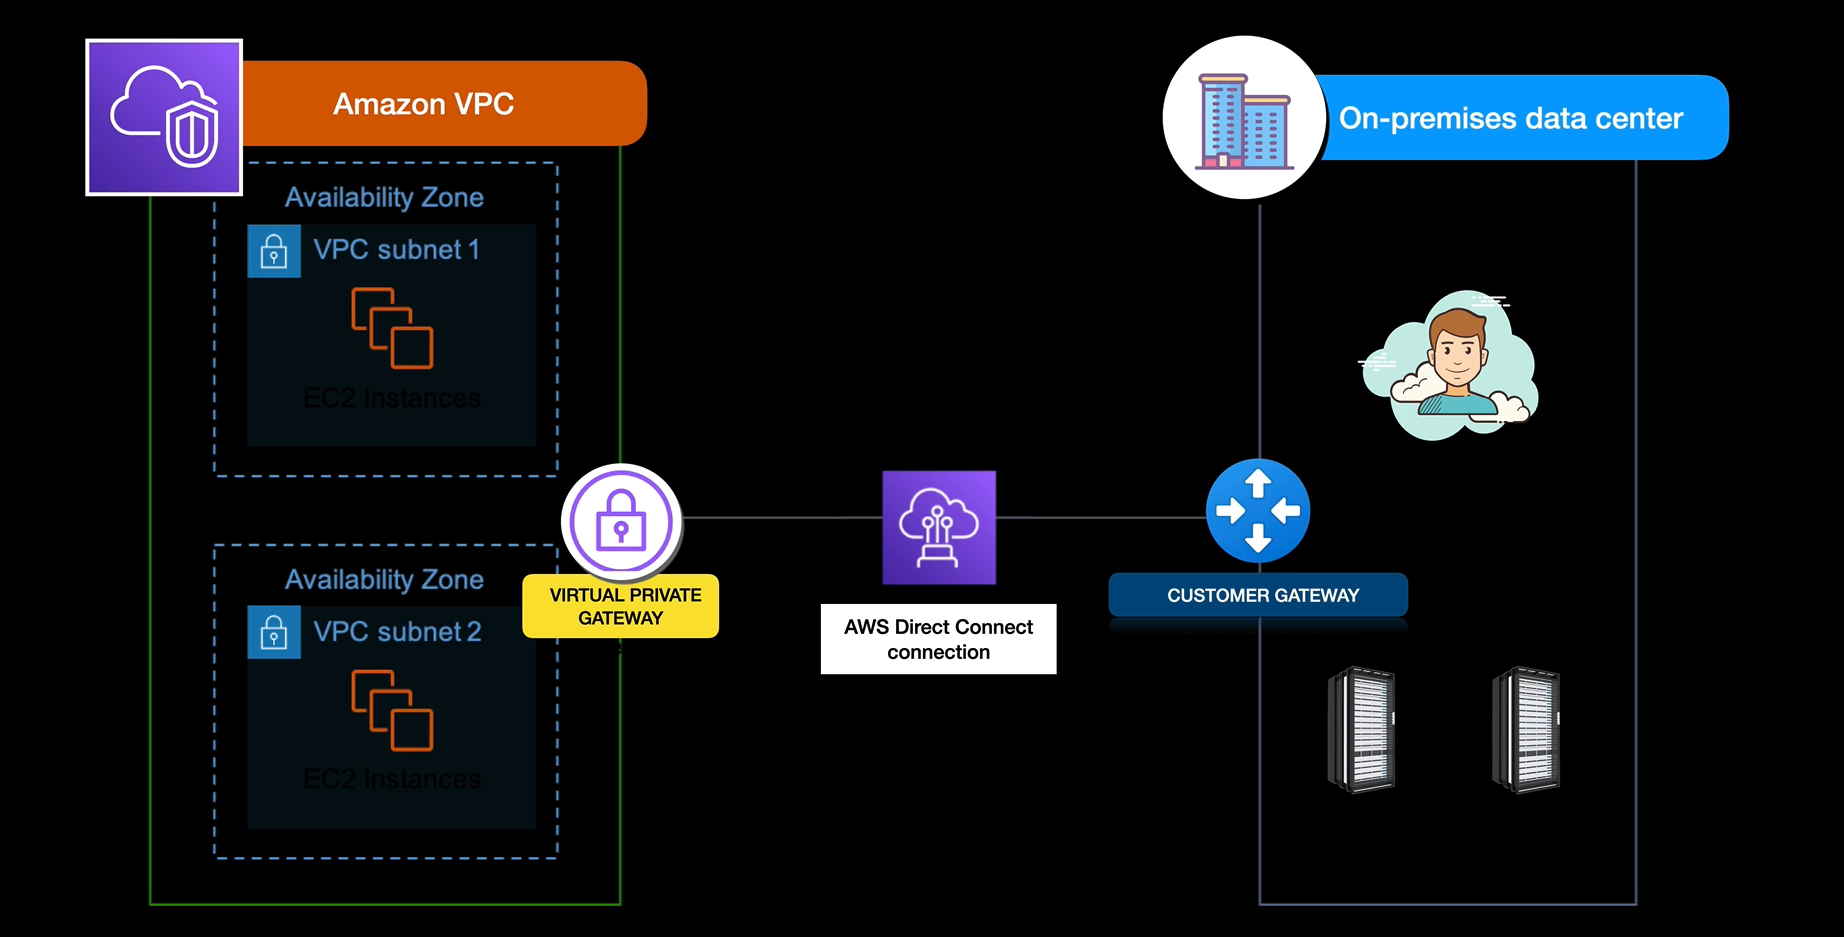 Amazon VPC
On-premises data center
Availability Zone
VPC subnet 1
EC2 Instances
VIRTUAL PRIVATE
GATEWAY
AWS Direct Connect
connection
CUSTOMER GATEWAY
Availability Zone
VPC subnet 2
EC2 Instances